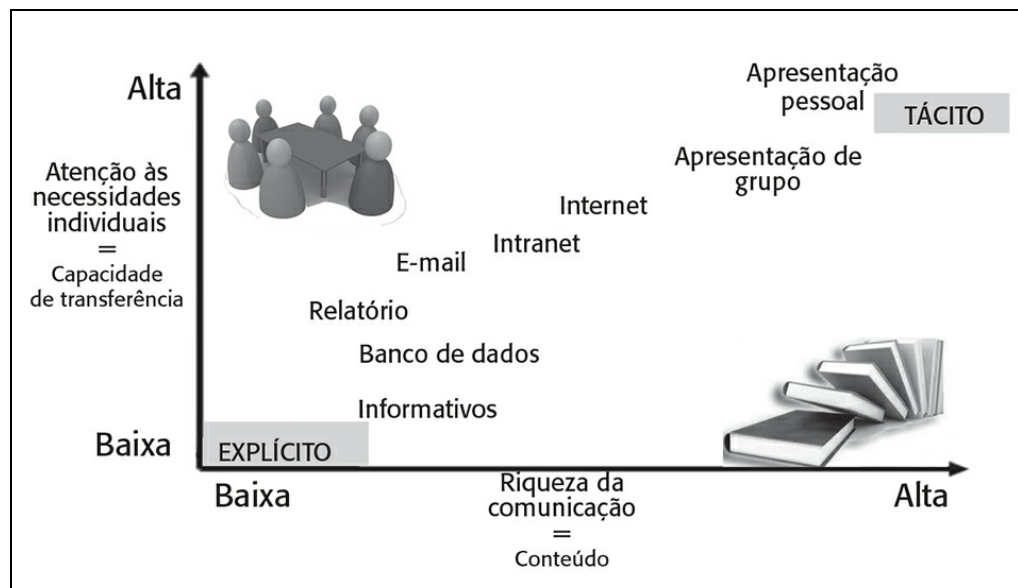 Alta
Apresentação
pessoal
TÁCITO
Atenção às
necessidades
individuais
=
Capacidade
de transferência
Apresentação de
grupo
Internet
Intranet
E-mail
Relatório
Banco de dados
Informativos
Baixa
EXPLÍCITO
Baixa
Riqueza da
comunicação
=
Conteúdo
Alta